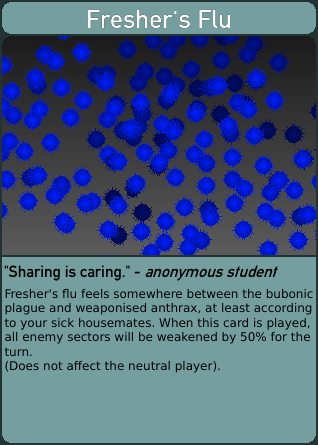 Fresher's Flu
"Sharing is caring." - anonymous student
Fresher's flu feels somewhere between the bubonic
plague and weaponised anthrax, at least according
to your sick housemates. When this card is played,
all enemy sectors will be weakened by 50% for the
turn.
(Does not affect the neutral player).